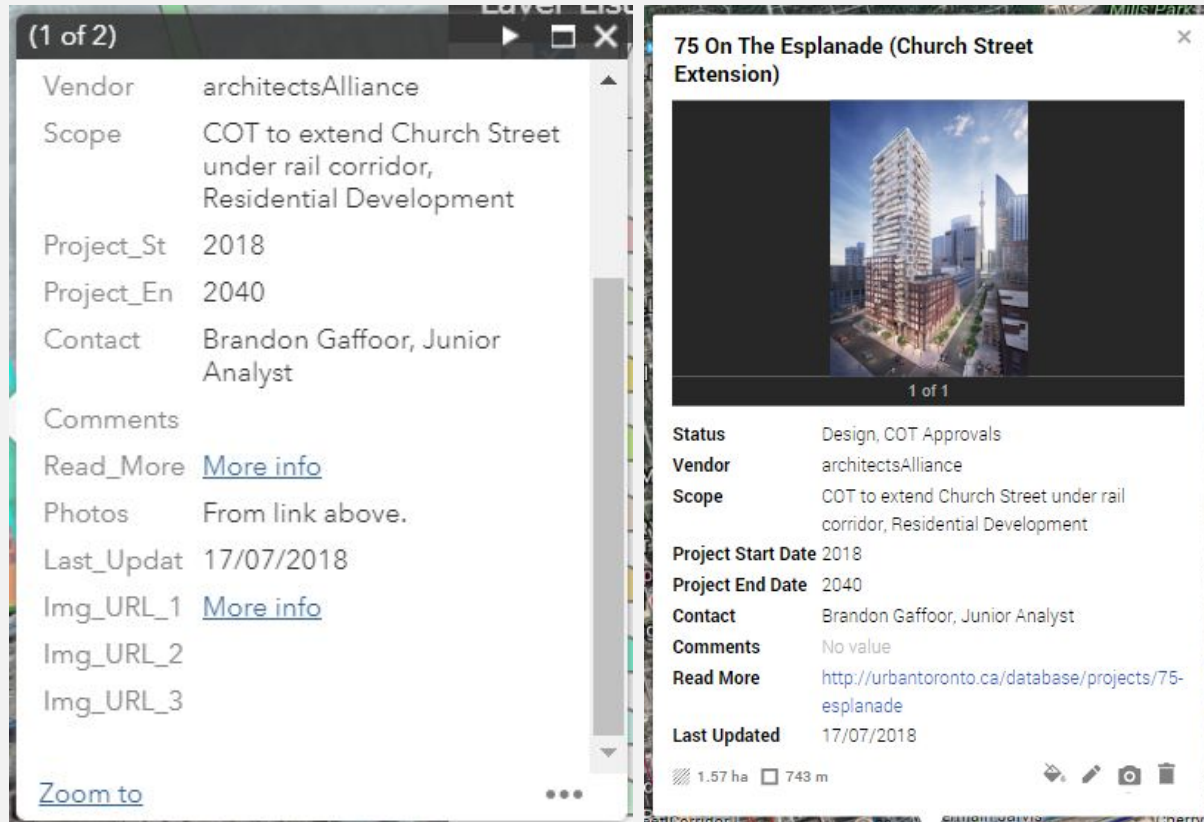 Layer List
(1 of 2)
Vendor architectsAlliance
Scope COT to extend Church Street
under rail corridor,
Residential Development
Project_St 2018
Project_En 2040
Contact Brandon Gaffoor, Junior
Analyst
Comments
Read_More More info
Photos From link above.
Last_Updat 17/07/2018
Img_URL_1 More info
Img_URL_2
Img_URL_3
Zoom to
Mills Park
75 On The Esplanade (Church Street
Extension)
1 of 1
Status Design, COT Approvals
Vendor architectsAlliance
Scope COT to extend Church Street under rail
corridor, Residential Development
Project Start Date 2018
Project End Date 2040
Contact Brandon Gaffoor, Junior Analyst
Comments No value
Read More http://urbantoronto.ca/database/projects/75-
esplanade
Last Updated 17/07/2018
1.57 ha 743 m